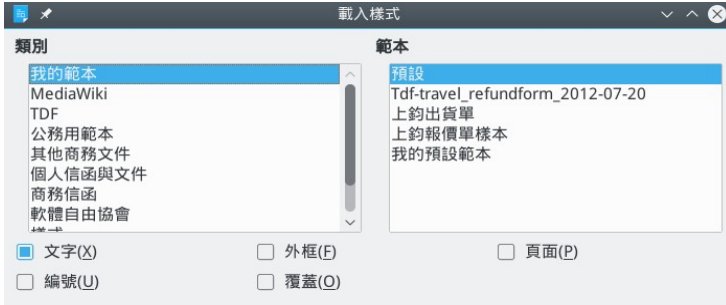 載入樣式
類別
範本
我的範本
MediaWiki
TDF
公務用範本
其他商務文件
個人信函與文件
商務信函
軟體自由協會
樣式
預設
Tdf-travel_refundform_2012-07-20
上鈞出貨單
上鈞報價單樣本
我的預設範本
文字(X)
外框(F)
頁面(P)
編號(U)
覆蓋(O)